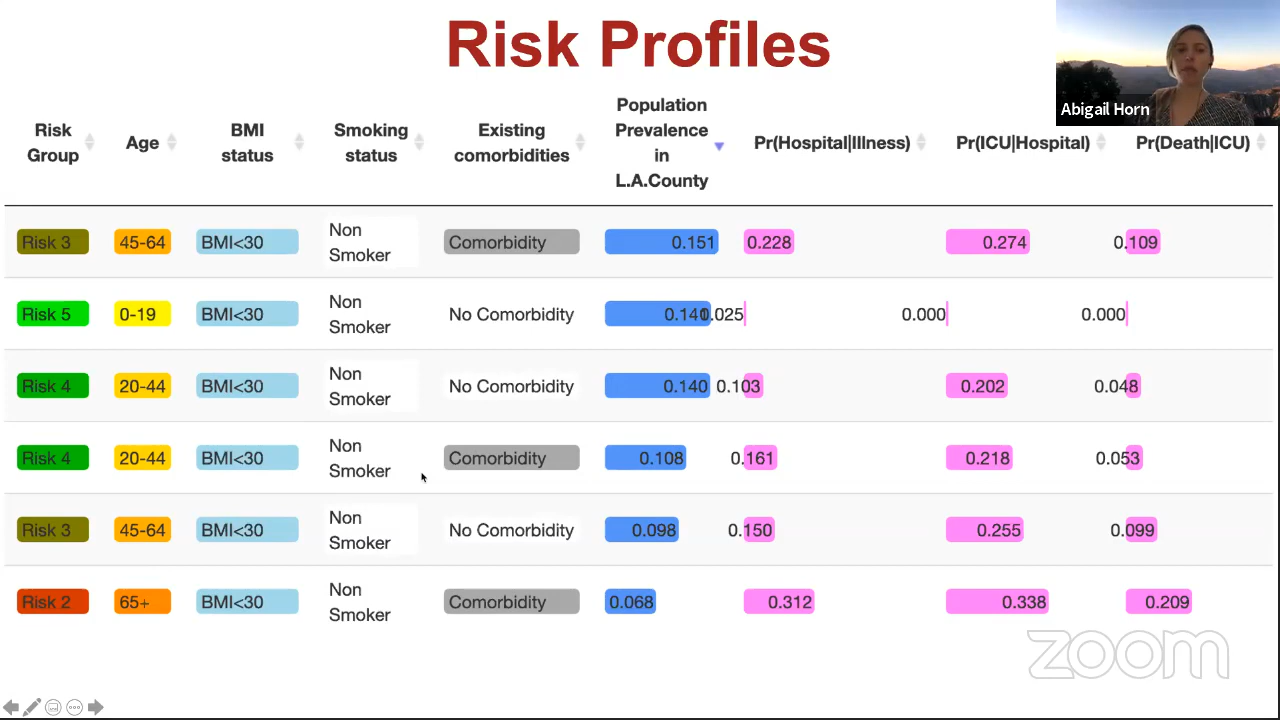 Risk Profiles
Abigail Horn
Risk Group
Age
BMI status
Smoking status
Existing comorbidities
Population Prevalence in L.A.County
Pr(Hospital|Illness)
Pr(ICU|Hospital)
Pr(Death|ICU)
Risk 3 45-64 BMI<30 Non Smoker Comorbidity 0.151 0.228 0.274 0.109
Risk 5 0-19 BMI<30 Non Smoker No Comorbidity 0.141 0.025 0.000 0.000
Risk 4 20-44 BMI<30 Non Smoker No Comorbidity 0.140 0.103 0.202 0.048
Risk 4 20-44 BMI<30 Non Smoker Comorbidity 0.108 0.161 0.218 0.053
Risk 3 45-64 BMI<30 Non Smoker No Comorbidity 0.098 0.150 0.255 0.099
Risk 2 65+ BMI<30 Non Smoker Comorbidity 0.068 0.312 0.338 0.209
zoom